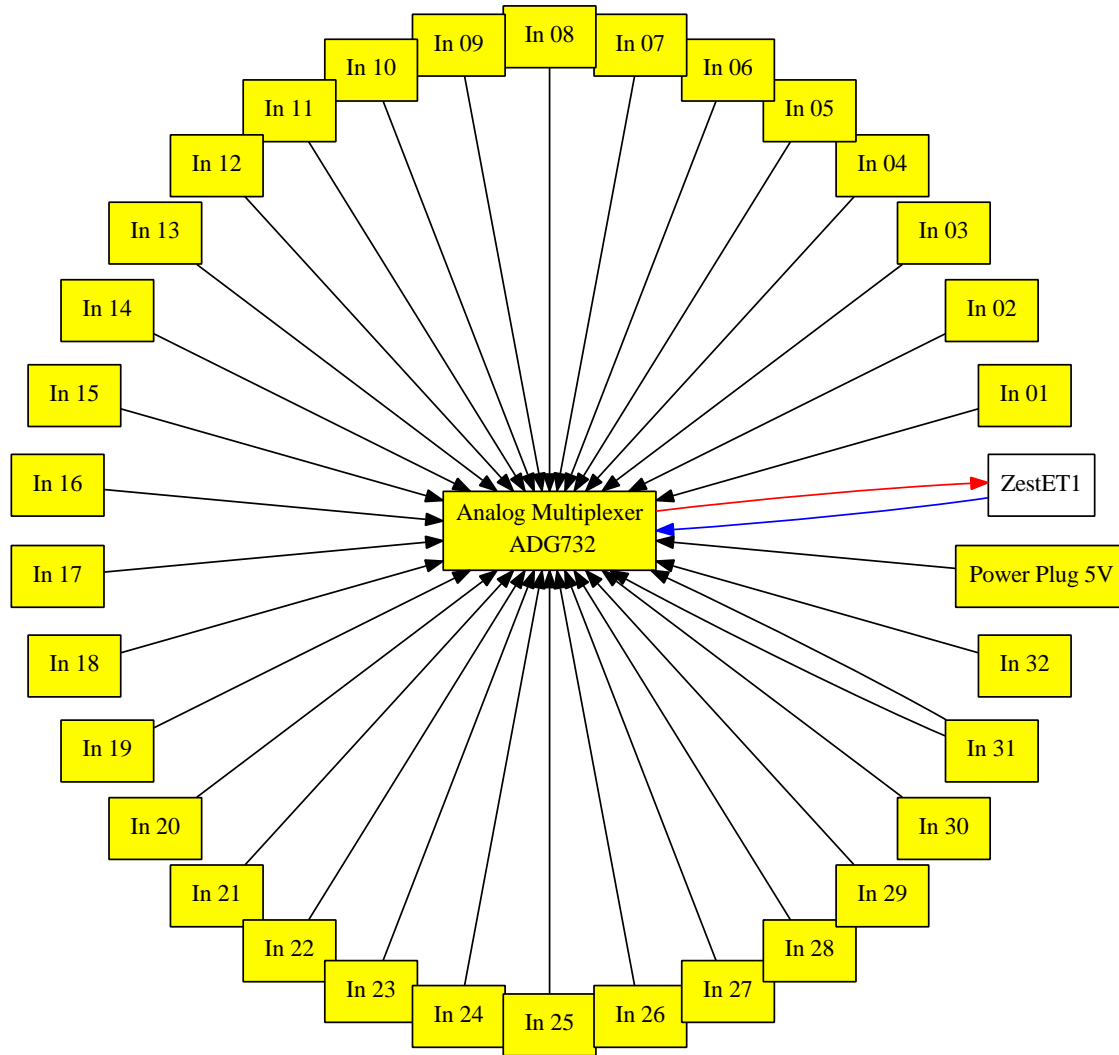 In 08
In 09
In 07
In 10
In 06
In 11
In 05
In 12
In 04
In 13
In 03
In 14
In 02
In 15
In 01
In 16
ZestET1
Analog Multiplexer
ADG732
In 17
Power Plug 5V
In 18
In 32
In 19
In 31
In 20
In 30
In 21
In 29
In 22
In 28
In 23
In 27
In 24
In 26
In 25